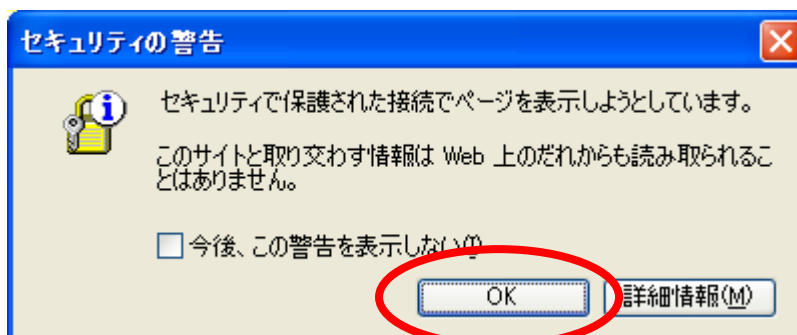 セキュリティの警告
セキュリティで保護された接続でページを表示しようとしています。
このサイトと取り交わす情報は Web 上のだれからも読み取られるこ
とはありません。
今後、この警告を表示しない(I)
OK
詳細情報(M)